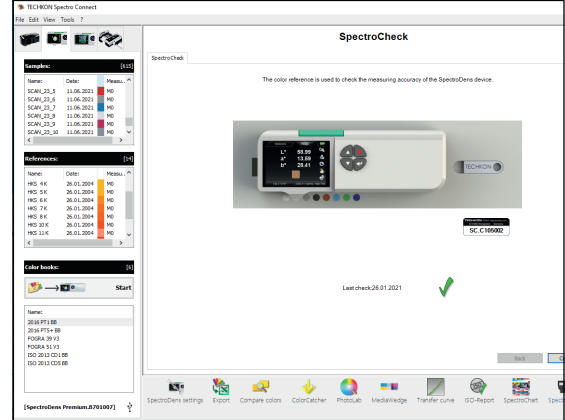 TECHKON Spectro Connect
File Edit View Tools ?
SpectroCheck
SpectroCheck
The color reference is used to check the measuring accuracy of the SpectroDens device.
Samples: [615]
Name: Date: Measu..
SCAN_23_5 11.06.2021 M0
SCAN_23_6 11.06.2021 M0
SCAN_23_7 11.06.2021 M0
SCAN_23_8 11.06.2021 M0
SCAN_23_9 11.06.2021 M0
SCAN_23_10 11.06.2021 M0
References: [14]
Name: Date: Measu..
HKS 4 K 26.01.2004 M0
HKS 5 K 26.01.2004 M0
HKS 6 K 26.01.2004 M0
HKS 7 K 26.01.2004 M0
HKS 8 K 26.01.2004 M0
HKS 10 K 26.01.2004 M0
HKS 11 K 26.01.2004 M0
L* 58.99
a* 13.59
b* 26.41
TECHKON
TECHKON
SC.C105002
Color books: [6]
Start
Last check:26.01.2021
Name:
2016 PT1 BB
2016 PT5+ BB
FOGRA 39 V3
FOGRA 51 V3
ISO 2013 CD1 BB
ISO 2013 CD5 BB
Back
SpectroDens settings Export Compare colors ColorCatcher PhotoLab MediaWedge Transfer curve ISO-Report SpectroChart
[SpectroDens Premium.B701007]